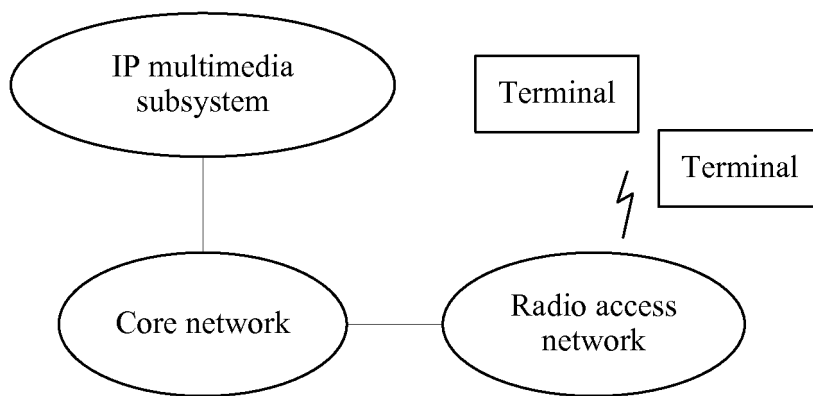 IP multimedia
subsystem
Terminal
Terminal
Core network
Radio access
network